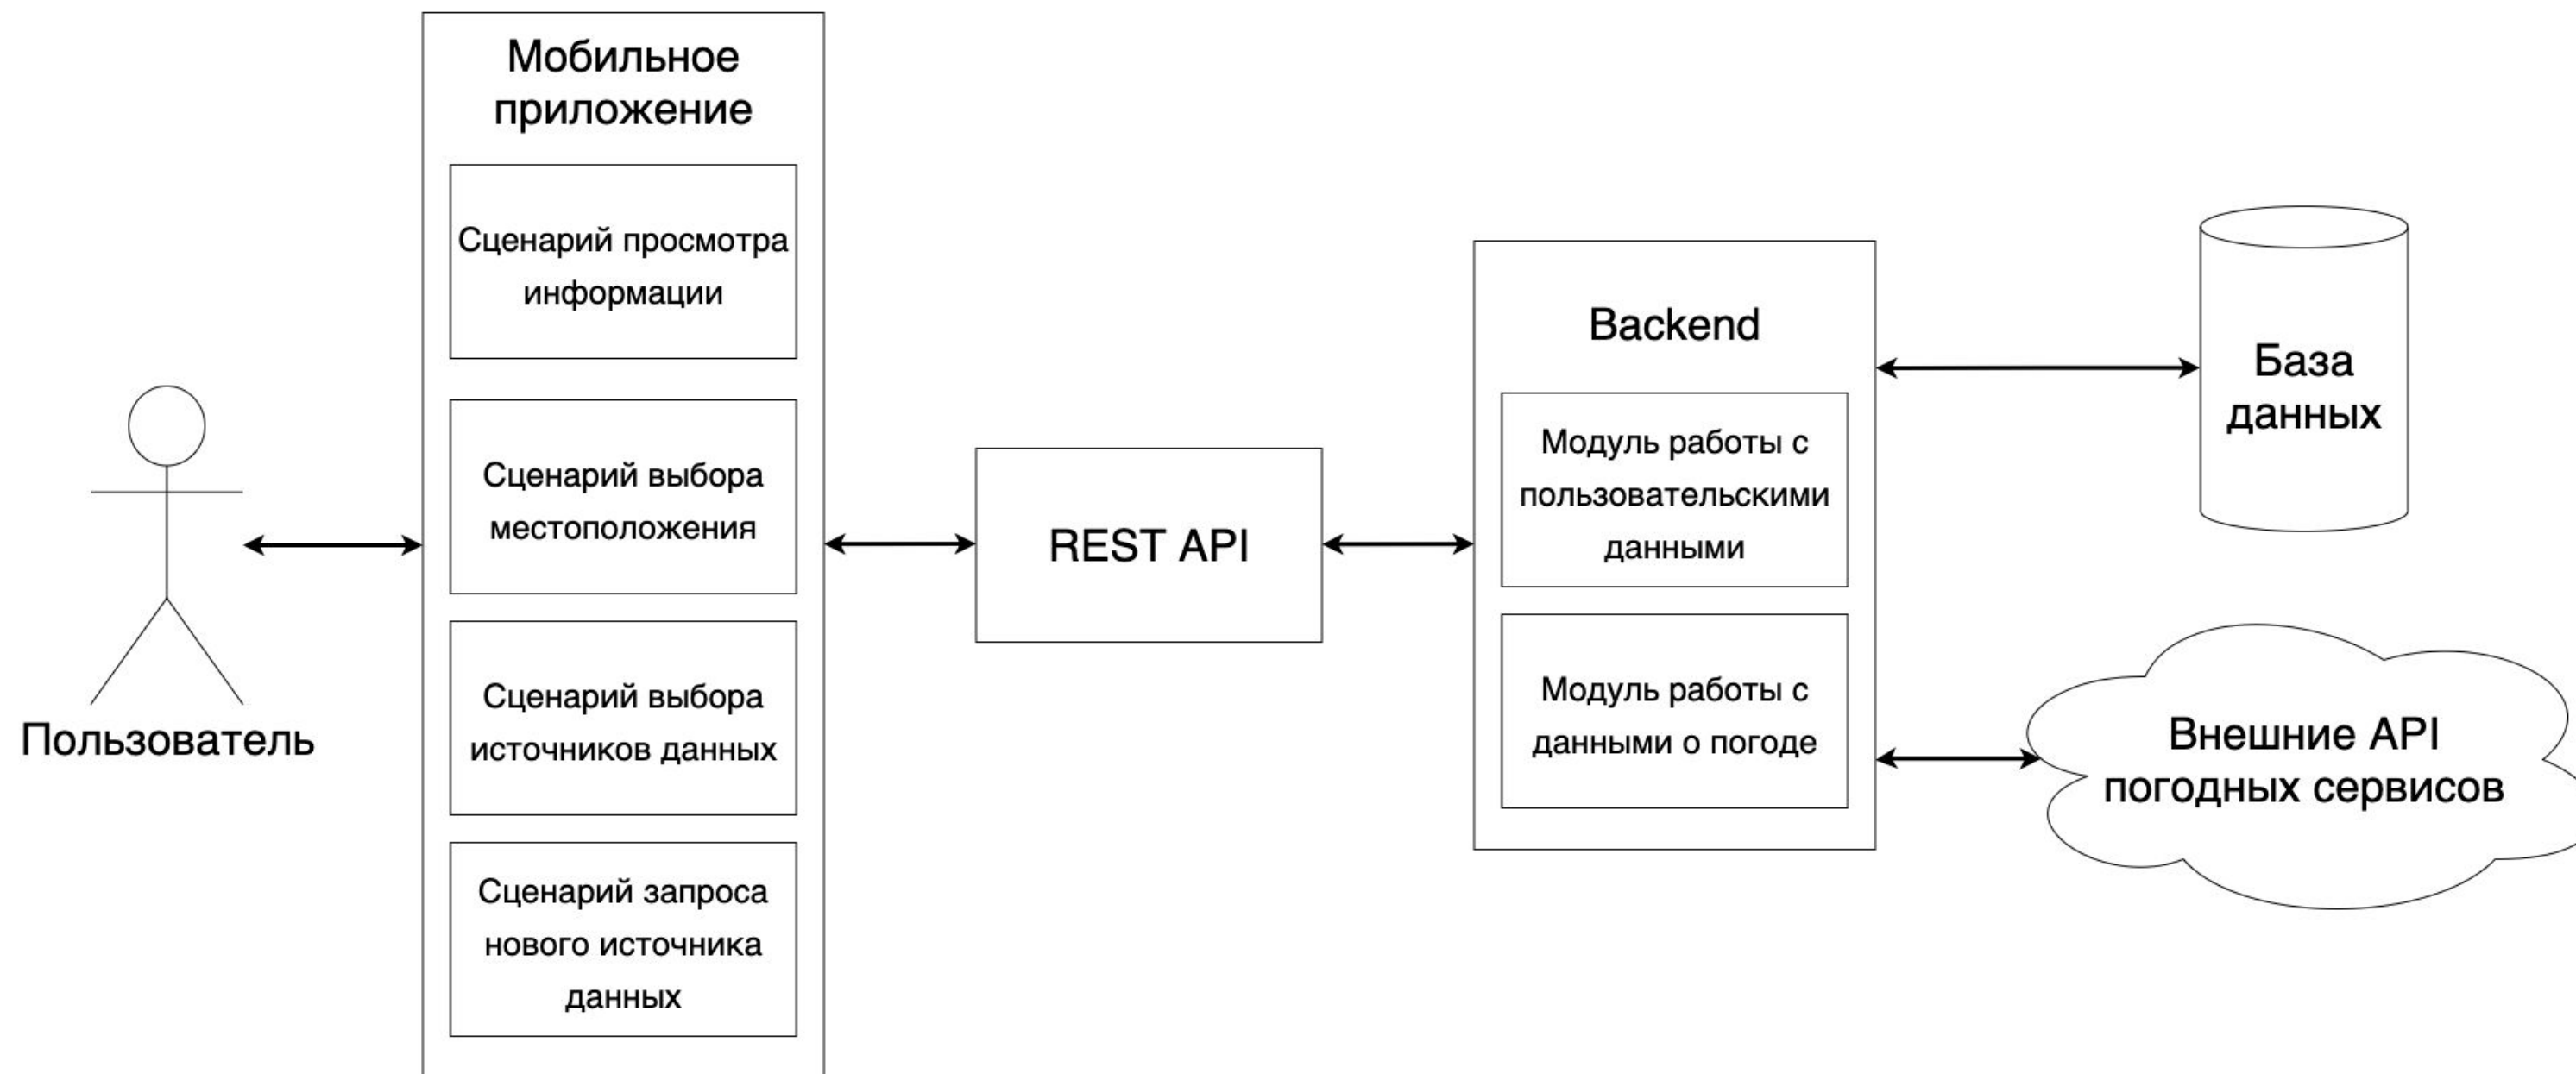 Мобильное
приложение
Сценарий просмотра
информации
Сценарий выбора
местоположения
Сценарий выбора
источников данных
Сценарий запроса
нового источника
данных
Пользователь
REST API
Backend
Модуль работы с
пользовательскими
данными
Модуль работы с
данными о погоде
База
данных
Внешние API
погодных сервисов